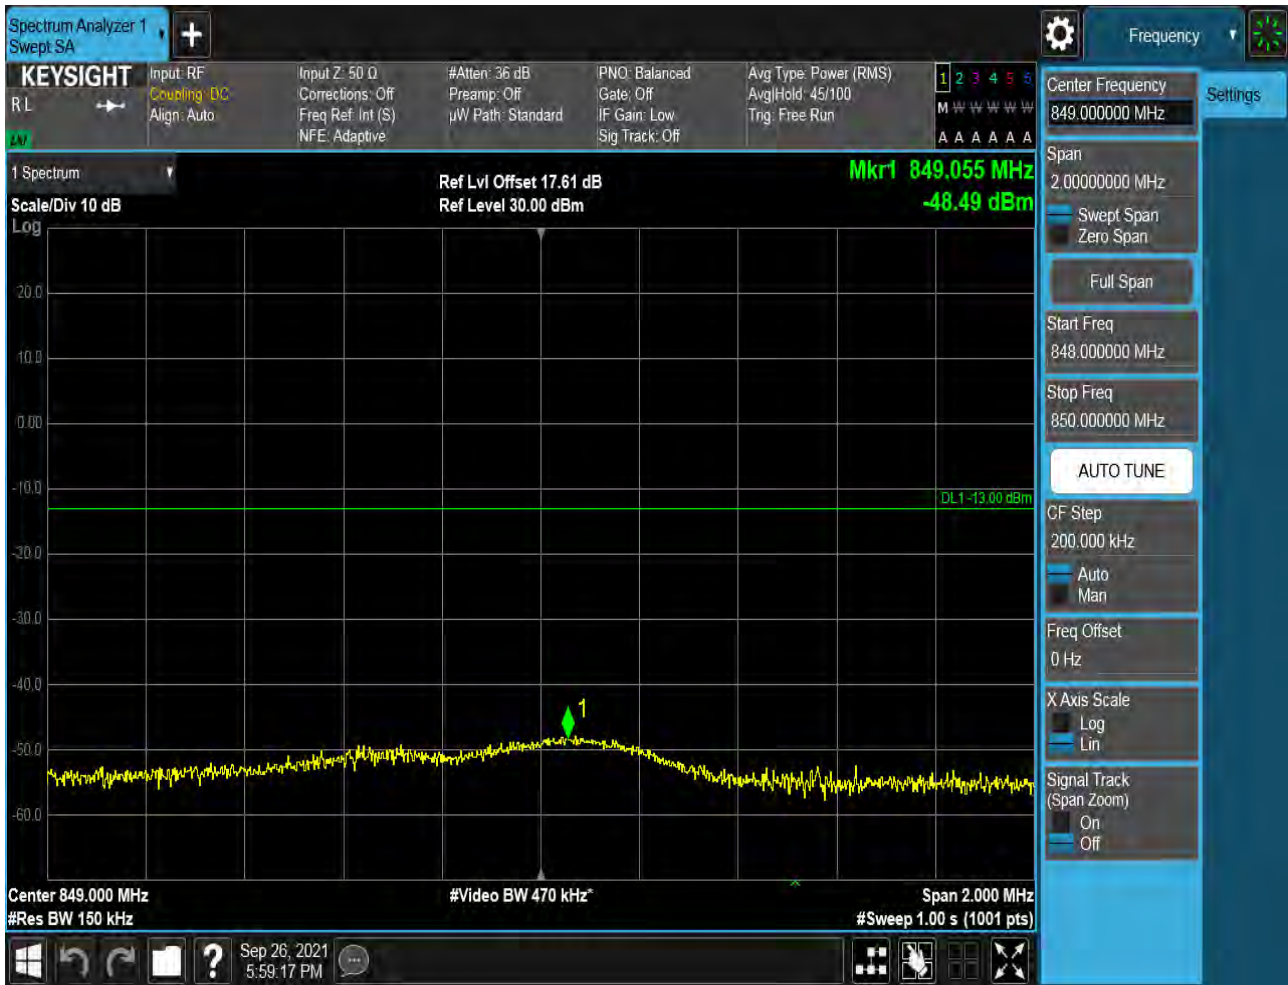 Spectrum Analyzer 1
Swept SA
Frequency
KEYSIGHT
R L
Input: RF
Coupling: DC
Align: Auto
Input Z: 50 Ω
Corrections: Off
Freq Ref: Int (S)
NFE: Adaptive
#Atten: 36 dB
Preamp: Off
µW Path: Standard
PNO: Balanced
Gate: Off
IF Gain: Low
Sig Track: Off
Avg Type: Power (RMS)
Avg|Hold: 45/100
Trig: Free Run
1 2 3 4 5 6
M W W W W W
A A A A A A
1 Spectrum
Scale/Div 10 dB
Ref Lvl Offset 17.61 dB
Ref Level 30.00 dBm
Mkr1 849.055 MHz
-48.49 dBm
Log
20.0
10.0
0.00
-10.0
DL1 -13.00 dBm
-20.0
-30.0
-40.0
1
-50.0
-60.0
Center 849.000 MHz
#Video BW 470 kHz*
Span 2.000 MHz
#Res BW 150 kHz
#Sweep 1.00 s (1001 pts)
Sep 26, 2021
5:59:17 PM
Center Frequency
849.000000 MHz
Settings
Span
2.00000000 MHz
Swept Span
Zero Span
Full Span
Start Freq
848.000000 MHz
Stop Freq
850.000000 MHz
AUTO TUNE
CF Step
200.000 kHz
Auto
Man
Freq Offset
0 Hz
X Axis Scale
Log
Lin
Signal Track
(Span Zoom)
On
Off